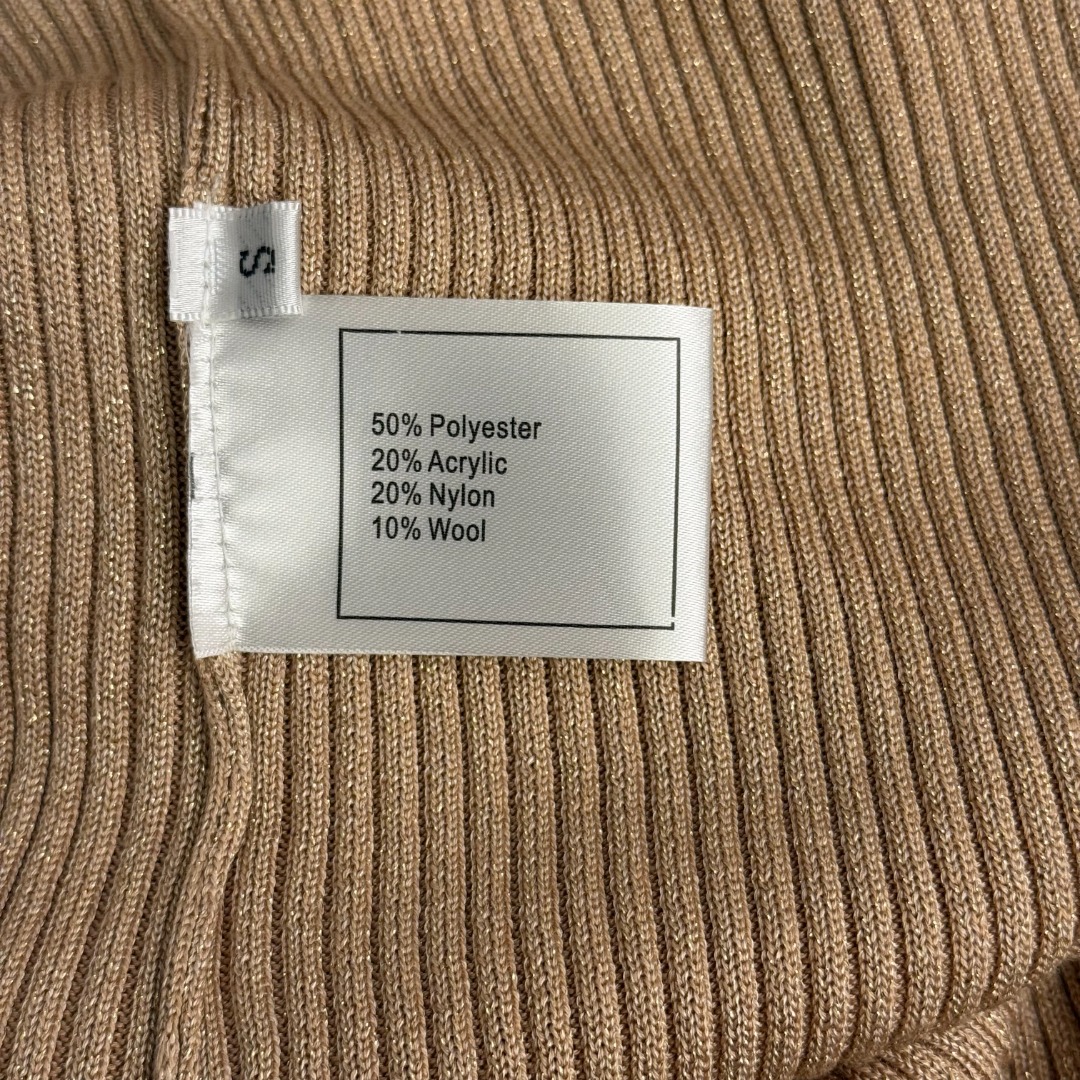 S
50% Polyester
20% Acrylic
20% Nylon
10% Wool